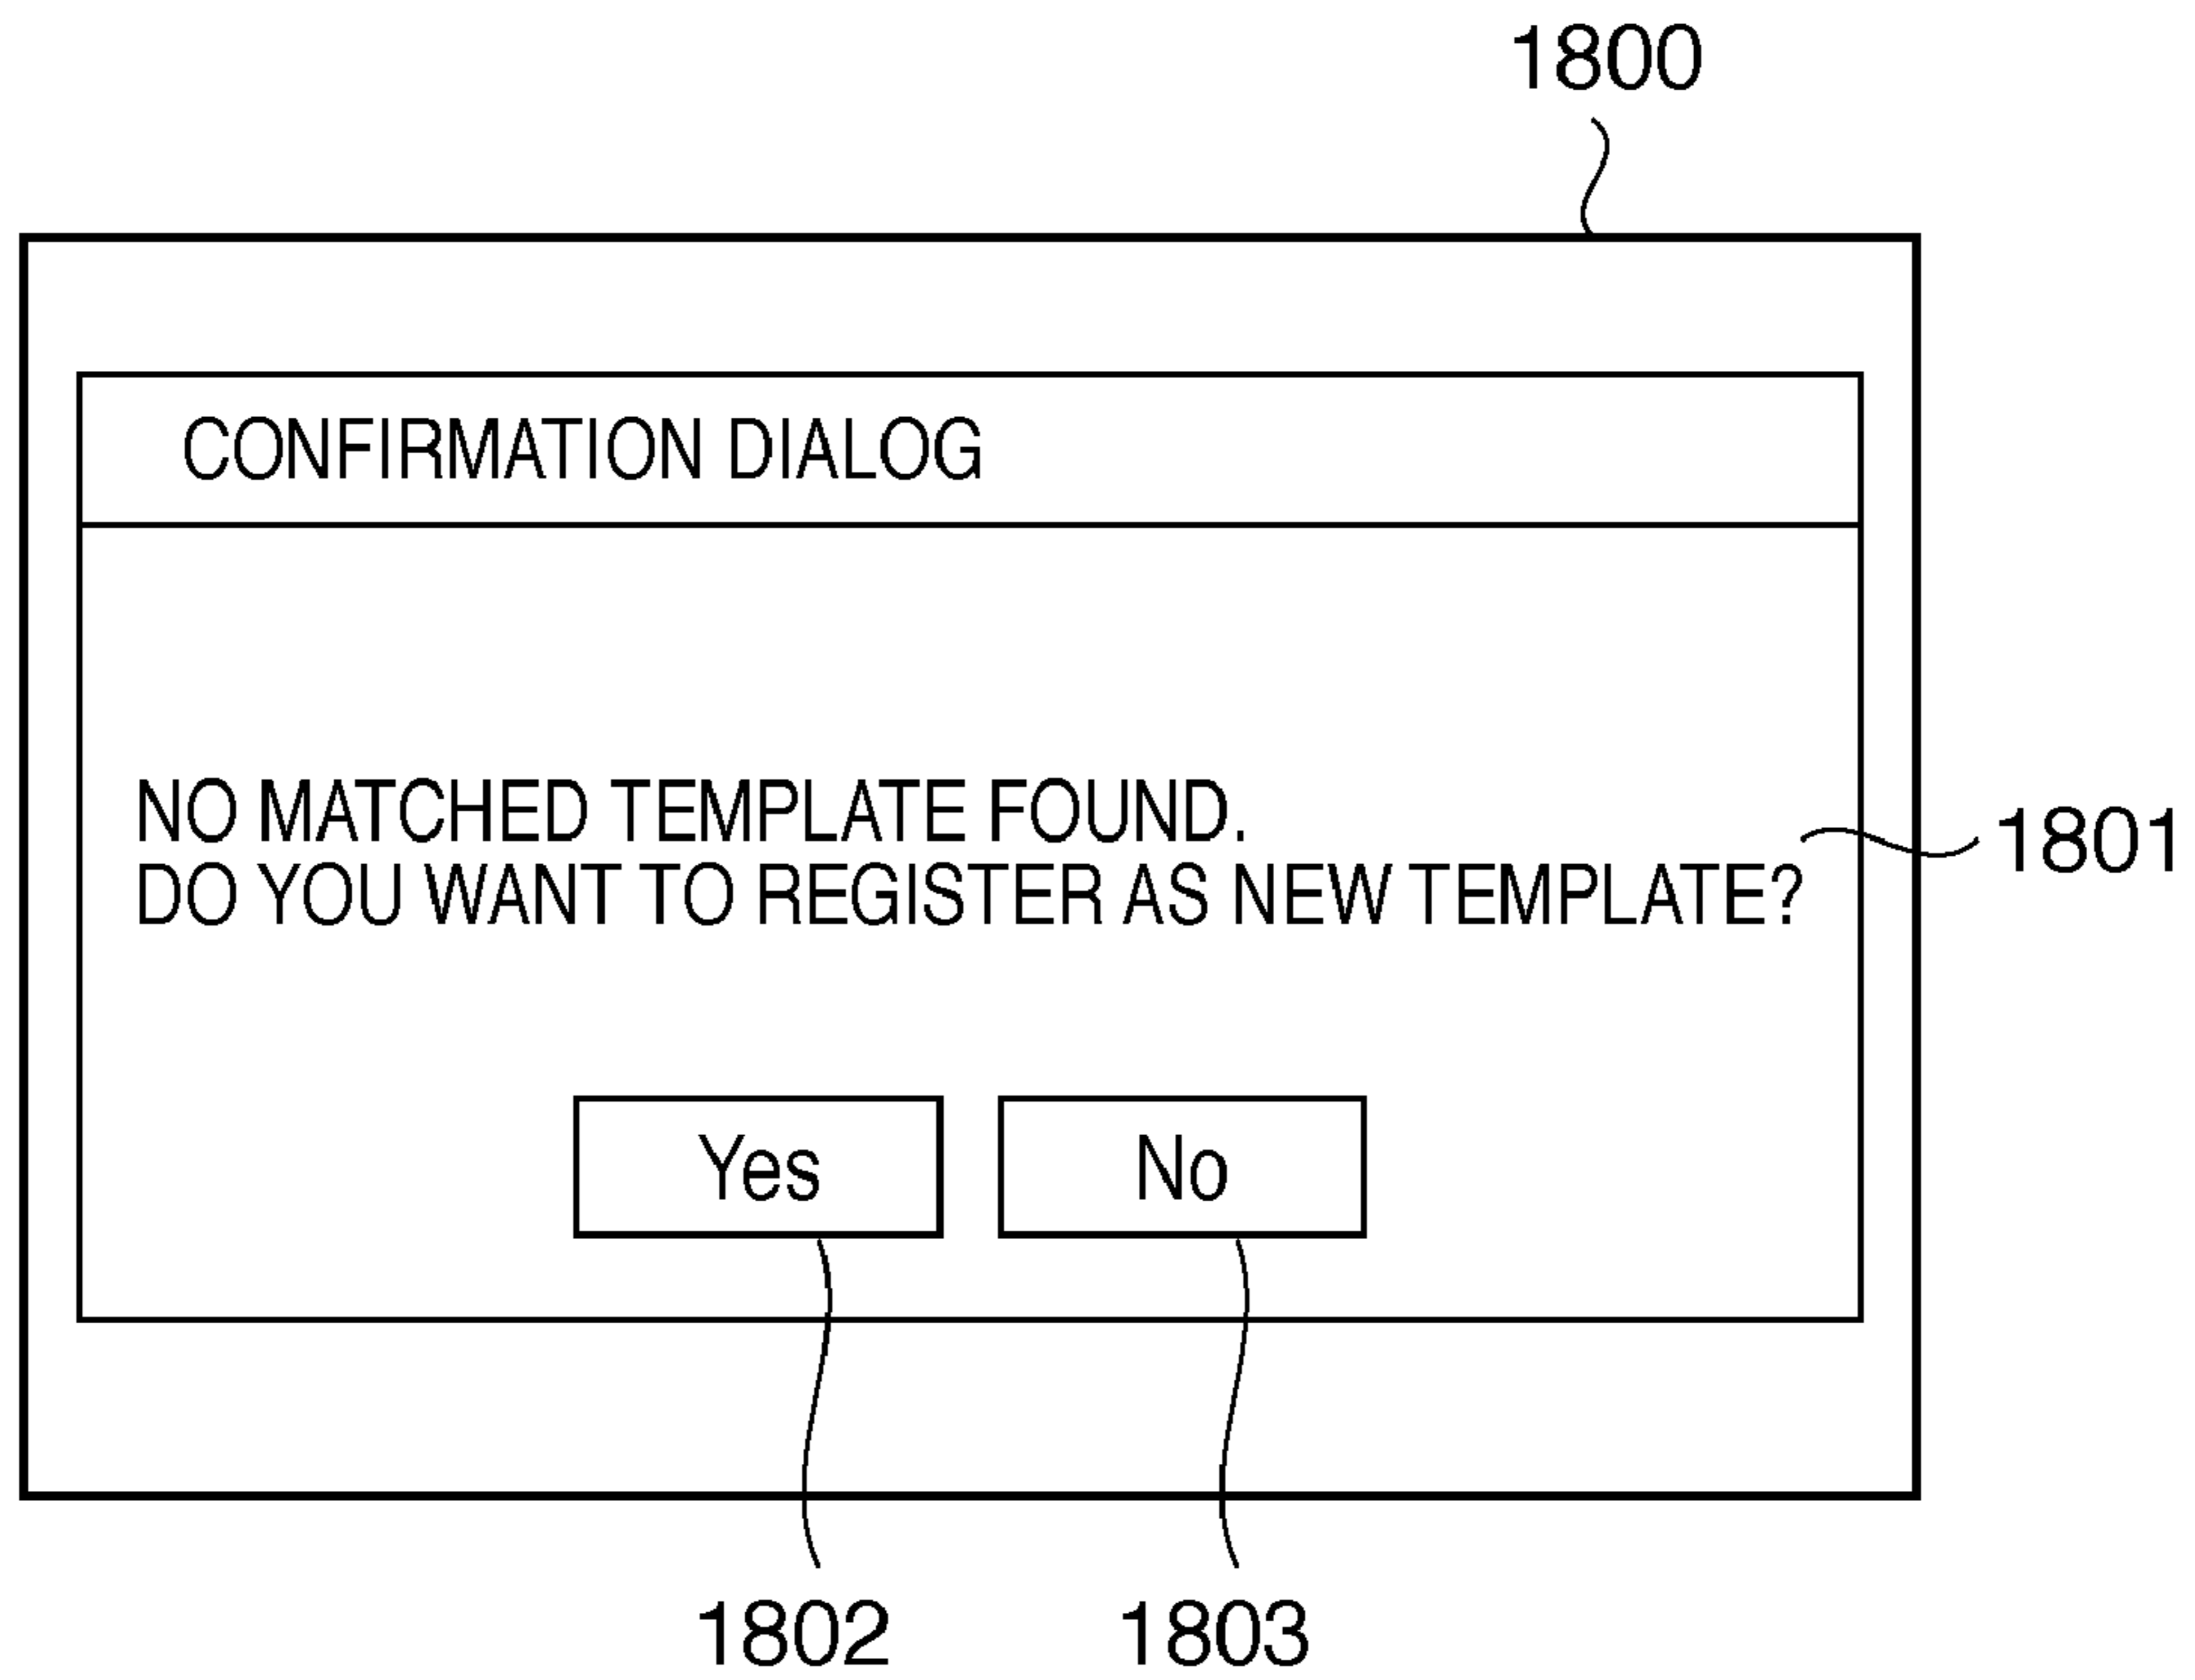 1800
CONFIRMATION DIALOG
NO MATCHED TEMPLATE FOUND.
DO YOU WANT TO REGISTER AS NEW TEMPLATE?
1801
Yes
No
1802
1803